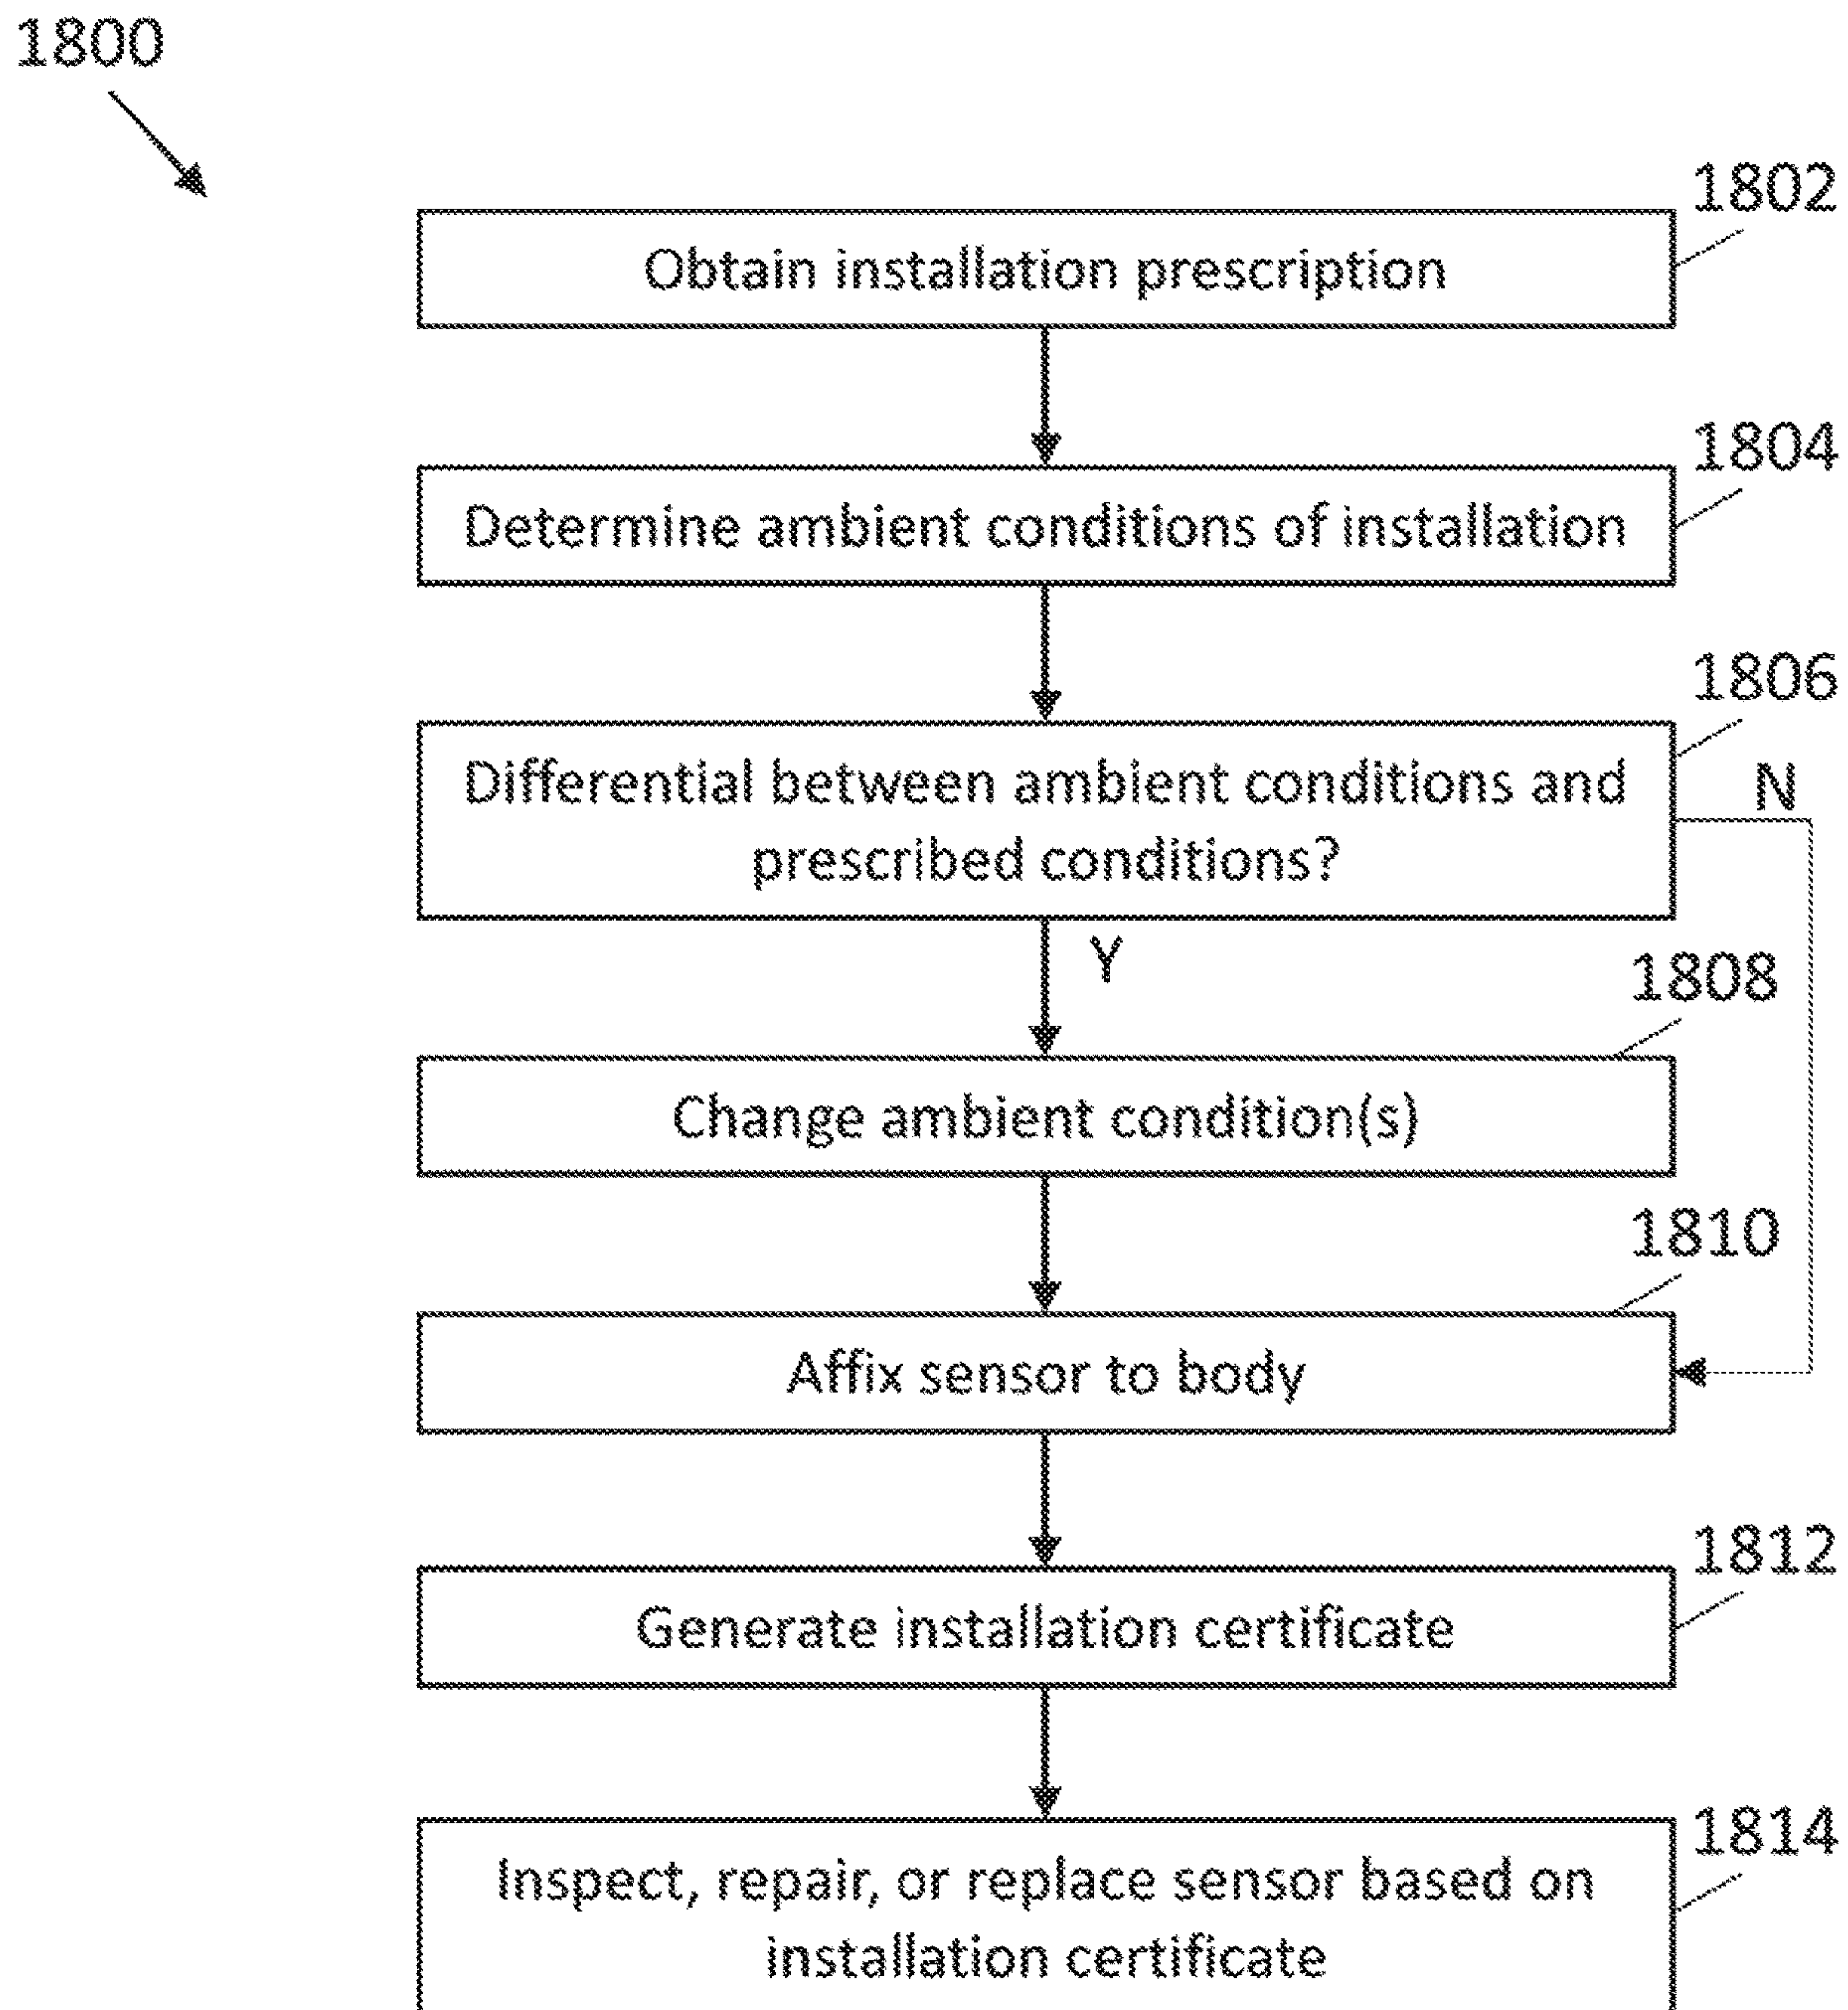 1800
1802
Obtain installation prescription
1804
Determine ambient conditions of installation
1806
Differential between ambient conditions and
prescribed conditions?
N
Y
1808
Change ambient condition(s)
1810
Affix sensor to body
1812
Generate installation certificate
1814
Inspect, repair, or replace sensor based on
installation certificate